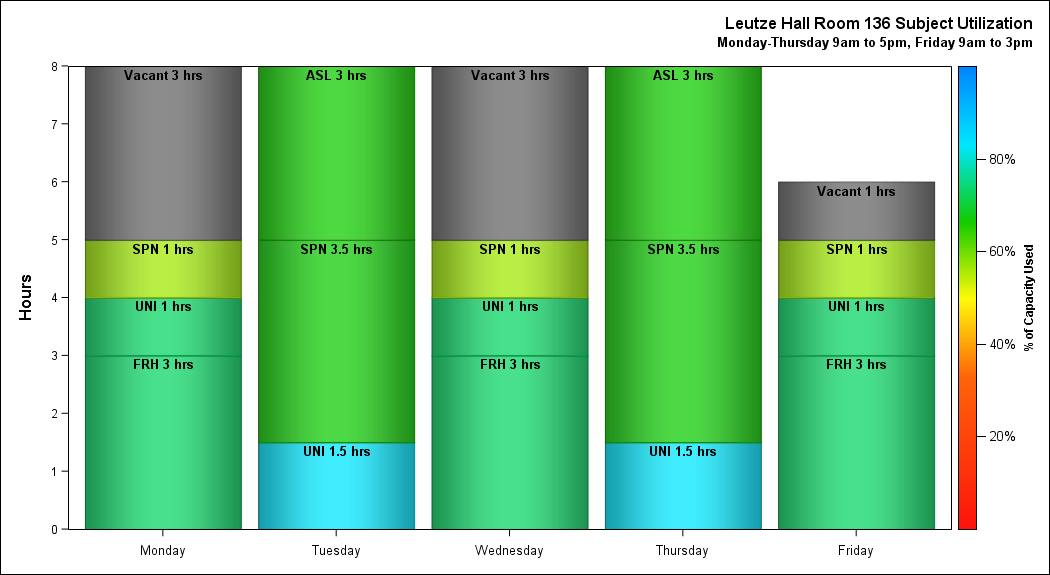 Leutze Hall Room 136 Subject Utilization
Monday-Thursday 9am to 5pm, Friday 9am to 3pm
8
7
6
5
4
3
2
1
0
Hours
Vacant 3 hrs
SPN 1 hrs
UNI 1 hrs
FRH 3 hrs
ASL 3 hrs
SPN 3.5 hrs
UNI 1.5 hrs
Vacant 3 hrs
SPN 1 hrs
UNI 1 hrs
FRH 3 hrs
ASL 3 hrs
SPN 3.5 hrs
UNI 1.5 hrs
Vacant 1 hrs
SPN 1 hrs
UNI 1 hrs
FRH 3 hrs
Monday Tuesday Wednesday Thursday Friday
80%
60%
40%
20%
% of Capacity Used